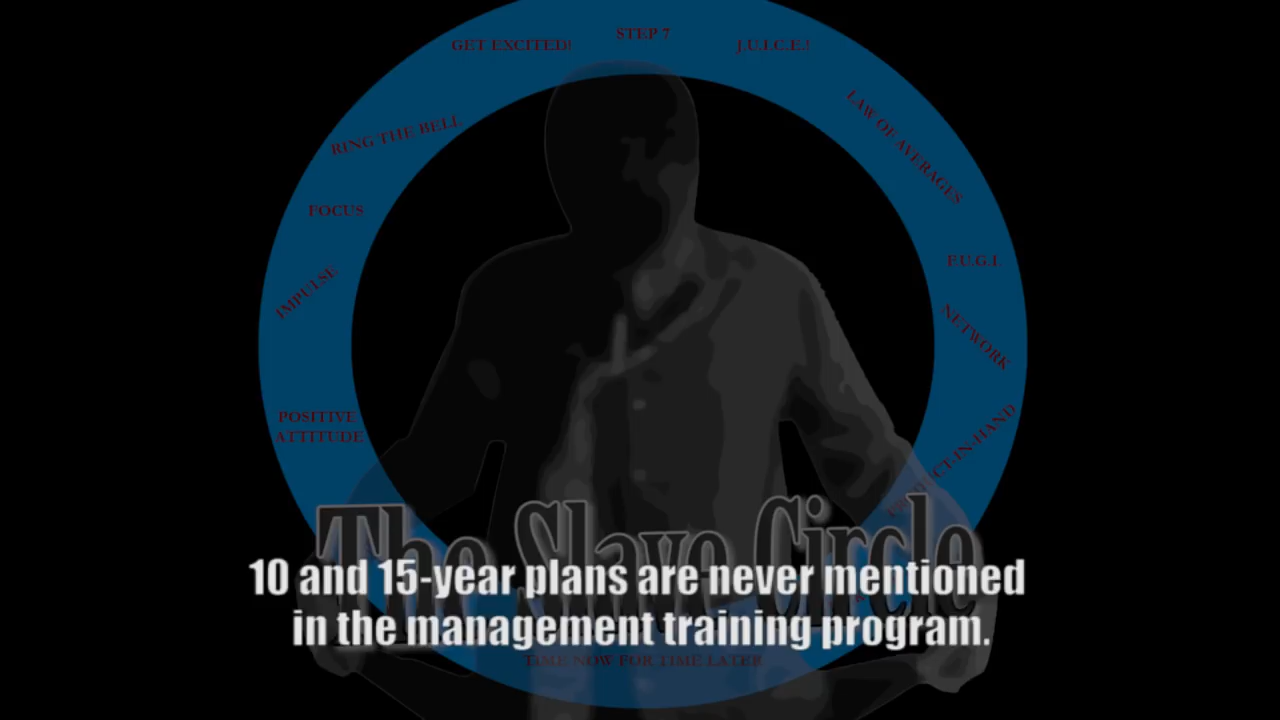 STEP 7
GET EXCITED!
J.U.I.C.E.!
RING THE BELL
LAW OF AVERAGES
FOCUS
F.U.G.I.
IMPULSE
NETWORK
POSITIVE
ATTITUDE
The Slave Circle
10 and 15-year plans are never mentioned
in the management training program.
TIME NOW FOR TIME LATER